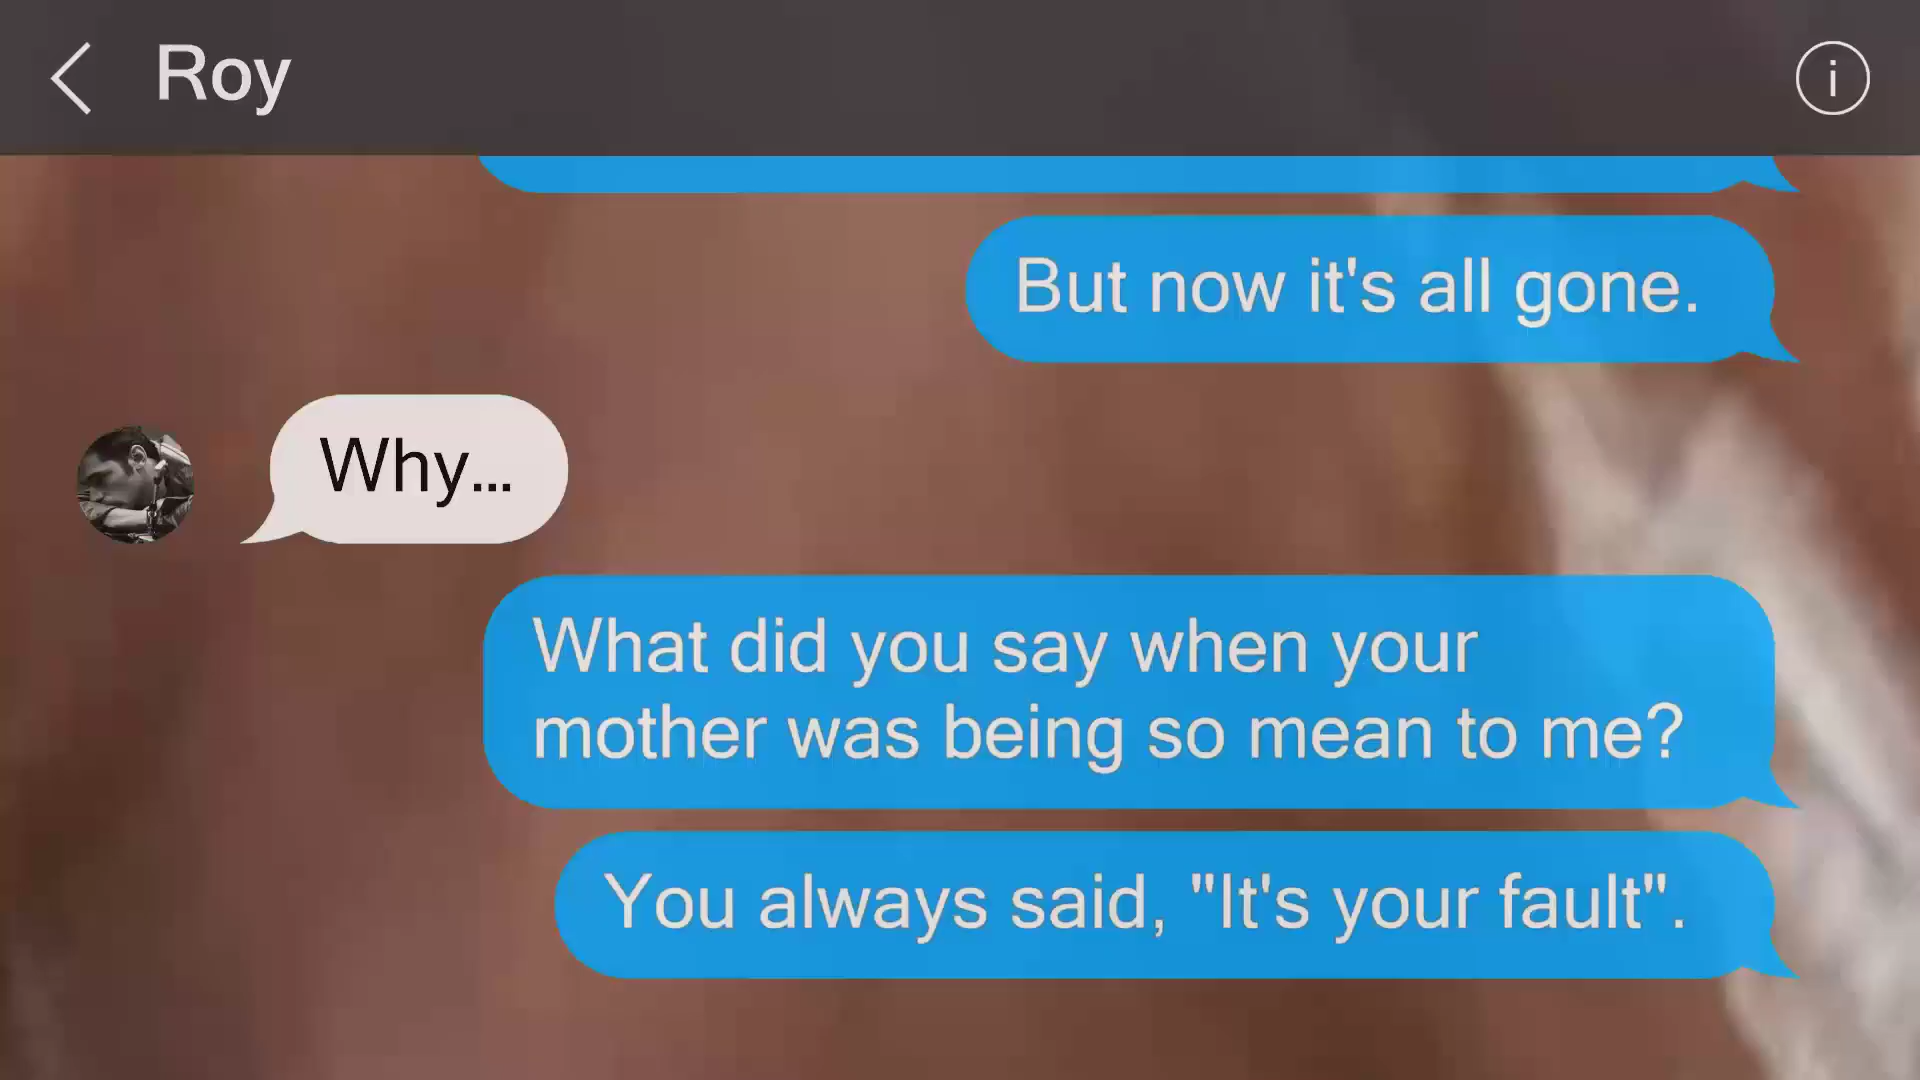 Roy
But now it's all gone.
Why...
What did you say when your
mother was being so mean to me?
You always said, "It's your fault".